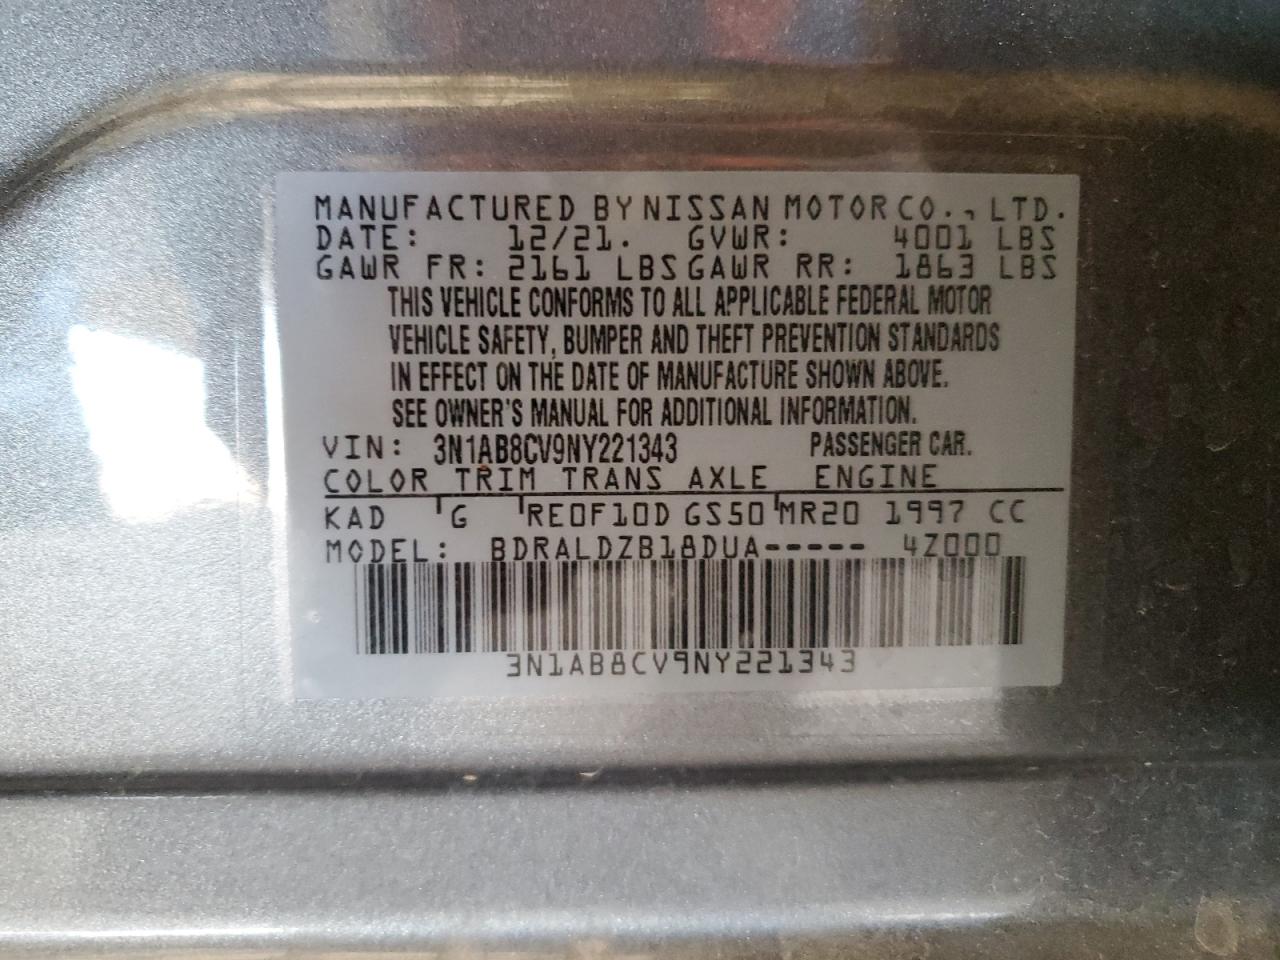 MANUFACTURED BY NISSAN MOTOR CO., LTD.
DATE: 12/21. GVWR: 4001 LBS
GAWR FR: 2161 LBS GAWR RR: 1863 LBS
THIS VEHICLE CONFORMS TO ALL APPLICABLE FEDERAL MOTOR
VEHICLE SAFETY, BUMPER AND THEFT PREVENTION STANDARDS
IN EFFECT ON THE DATE OF MANUFACTURE SHOWN ABOVE.
SEE OWNER'S MANUAL FOR ADDITIONAL INFORMATION.
VIN: 3N1AB8CV9NY221343 PASSENGER CAR.
COLOR TRIM TRANS AXLE ENGINE
KAD G RE0F10D GS50 MR20 1997 CC
MODEL: BDRALDZB18DUA----- 4Z000
3N1AB8CV9NY221343